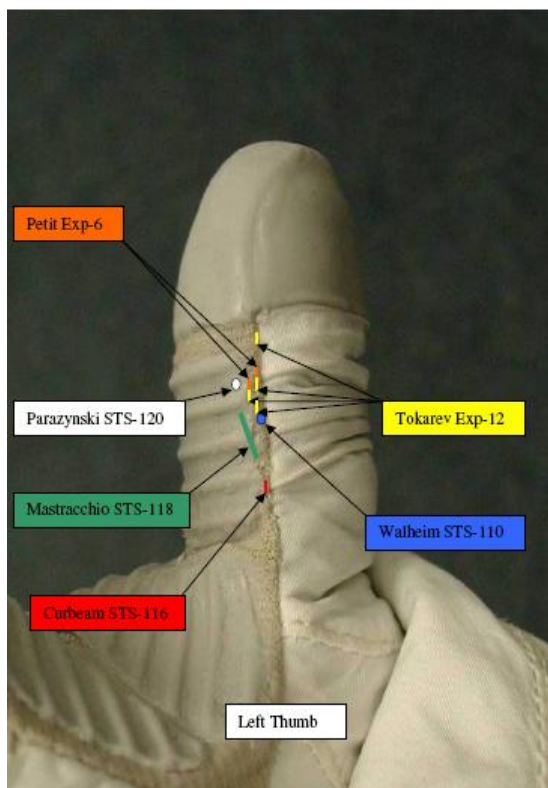 Petit Exp-6
Parazynski STS-120
Tokarev Exp-12
Mastracchio STS-118
Walheim STS-110
Curbeam STS-116
Left Thumb